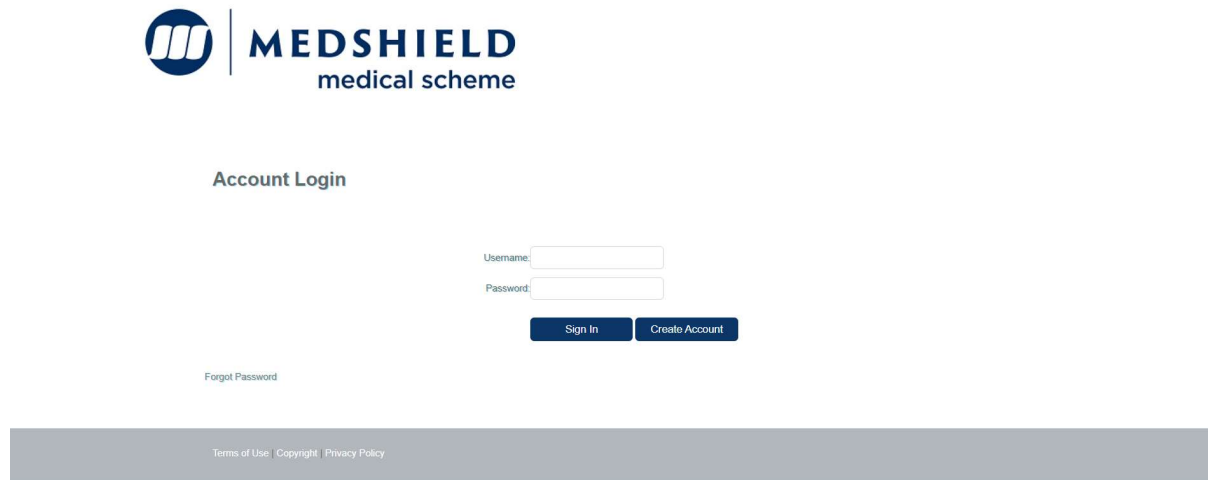 MEDSHIELD
medical scheme
Account Login
Username:
Password:
Sign In Create Account
Forgot Password
Terms of Use | Copyright | Privacy Policy